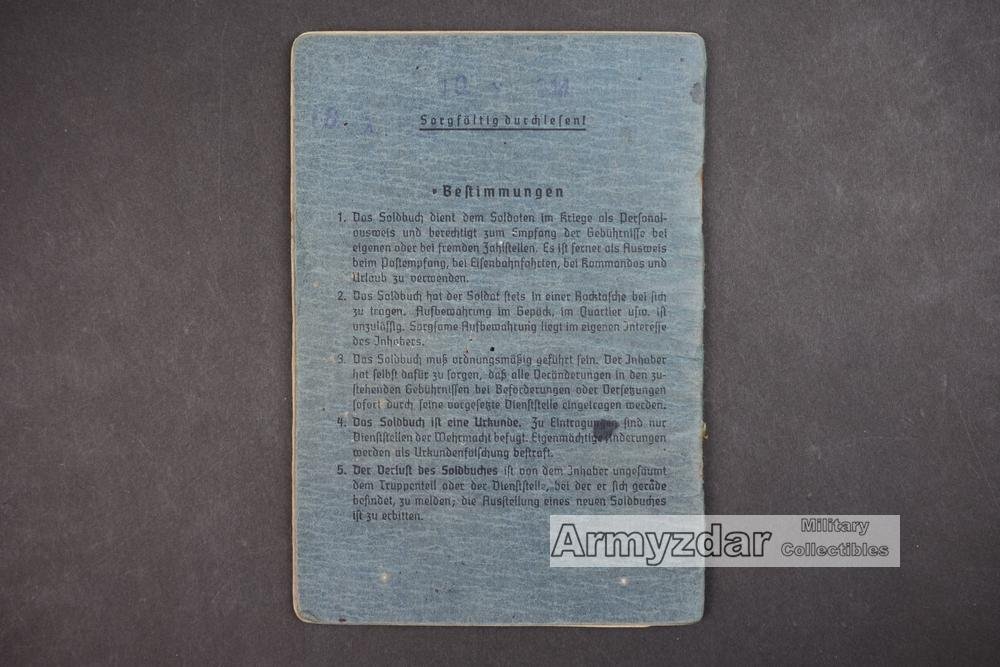 Sorgfältig durchlesen!
Bestimmungen
1. Das Soldbuch dient dem Soldaten im Kriege als Personal-
ausweis und berechtigt zum Empfang der Gebührnisse bei
eigenen oder bei fremden Zahlstellen. Es ist ferner als Ausweis
beim Postempfang, bei Eisenbahnfahrten, bei Kommandos und
Urlaub zu verwenden.
2. Das Soldbuch hat der Soldat stets in einer Rocktasche bei sich
zu tragen. Aufbewahrung im Gepäck, im Quartier usw. ist
unzulässig. Sorgsame Aufbewahrung liegt im eigenen Interesse
des Inhabers.
3. Das Soldbuch muß ordnungsmäßig geführt sein. Der Inhaber
hat selbst dafür zu sorgen, daß alle Veränderungen in den zu-
stehenden Gebührnissen bei Beförderungen oder Versetzungen
sofort durch seine vorgesetzte Dienststelle eingetragen werden.
4. Das Soldbuch ist eine Urkunde. Zu Eintragungen sind nur
Dienststellen der Wehrmacht befugt. Eigenmächtige Änderungen
werden als Urkundenfälschung bestraft.
5. Der Verlust des Soldbuches ist von dem Inhaber ungesäumt
dem Truppenteil oder der Dienststelle, bei der er sich gerade
befindet, zu melden; die Ausstellung eines neuen Soldbuches
ist zu erbitten.
Armyzdar Military
Collectibles